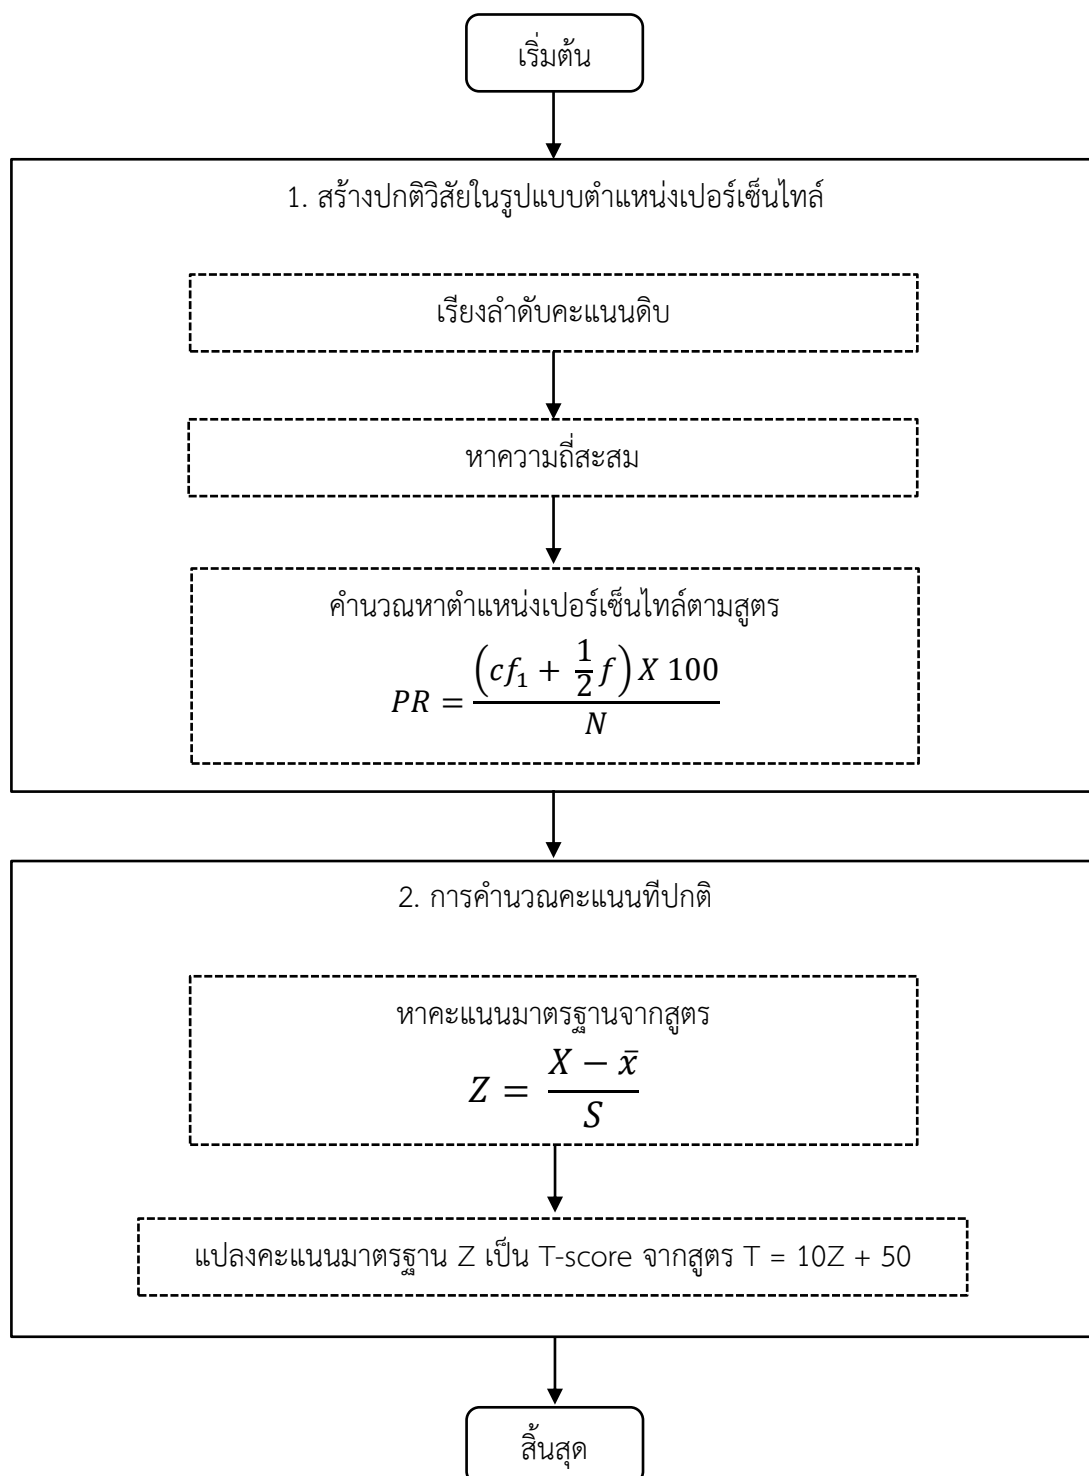 เริ่มต้น
1. สร้างปกติวิสัยในรูปแบบตำแหน่งเปอร์เซ็นไทล์
เรียงลำดับคะแนนดิบ
หาความถี่สะสม
คำนวณหาตำแหน่งเปอร์เซ็นไทล์ตามสูตร
PR = \frac{(cf_1 + \frac{1}{2}f) X 100}{N}
2. การคำนวณคะแนนทีปกติ
หาคะแนนมาตรฐานจากสูตร
Z = \frac{X - \bar{x}}{S}
แปลงคะแนนมาตรฐาน Z เป็น T-score จากสูตร T = 10Z + 50
สิ้นสุด